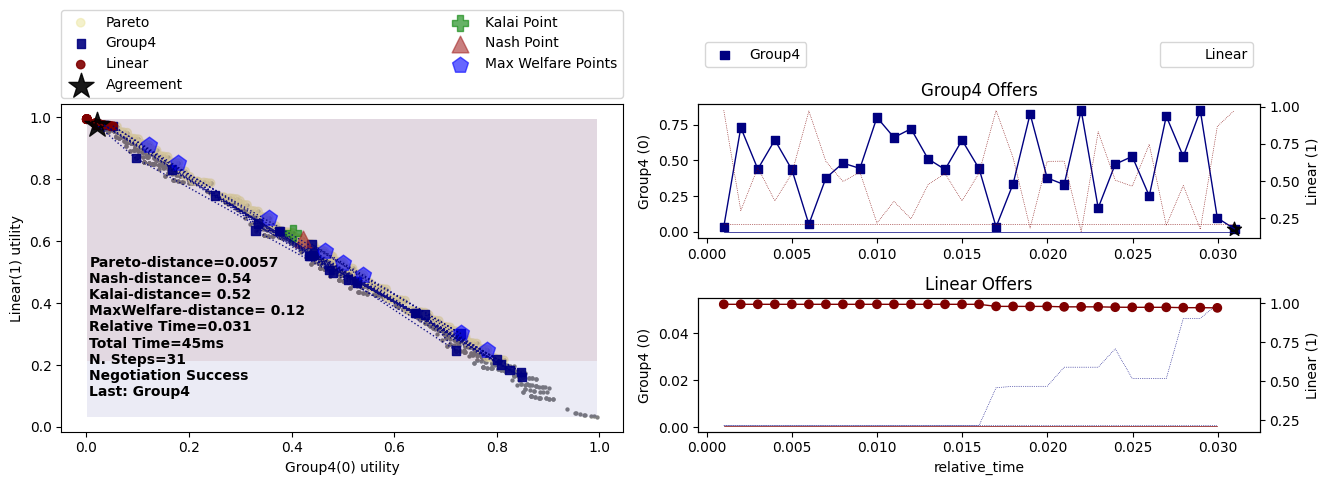 Pareto
Group4
Linear
Agreement
Kalai Point
Nash Point
Max Welfare Points
1.0
0.8
0.6
0.4
0.2
0.0
Linear(1) utility
Pareto-distance=0.0057
Nash-distance= 0.54
Kalai-distance= 0.52
MaxWelfare-distance= 0.12
Relative Time=0.031
Total Time=45ms
N. Steps=31
Negotiation Success
Last: Group4
0.0 0.2 0.4 0.6 0.8 1.0
Group4(0) utility
Group4
Linear
Group4 Offers
Group4 (0)
0.75
0.50
0.25
0.00
1.00
0.75
0.50
0.25
Linear (1)
0.000 0.005 0.010 0.015 0.020 0.025 0.030
Linear Offers
Group4 (0)
0.04
0.02
0.00
1.00
0.75
0.50
0.25
Linear (1)
0.000 0.005 0.010 0.015 0.020 0.025 0.030
relative_time